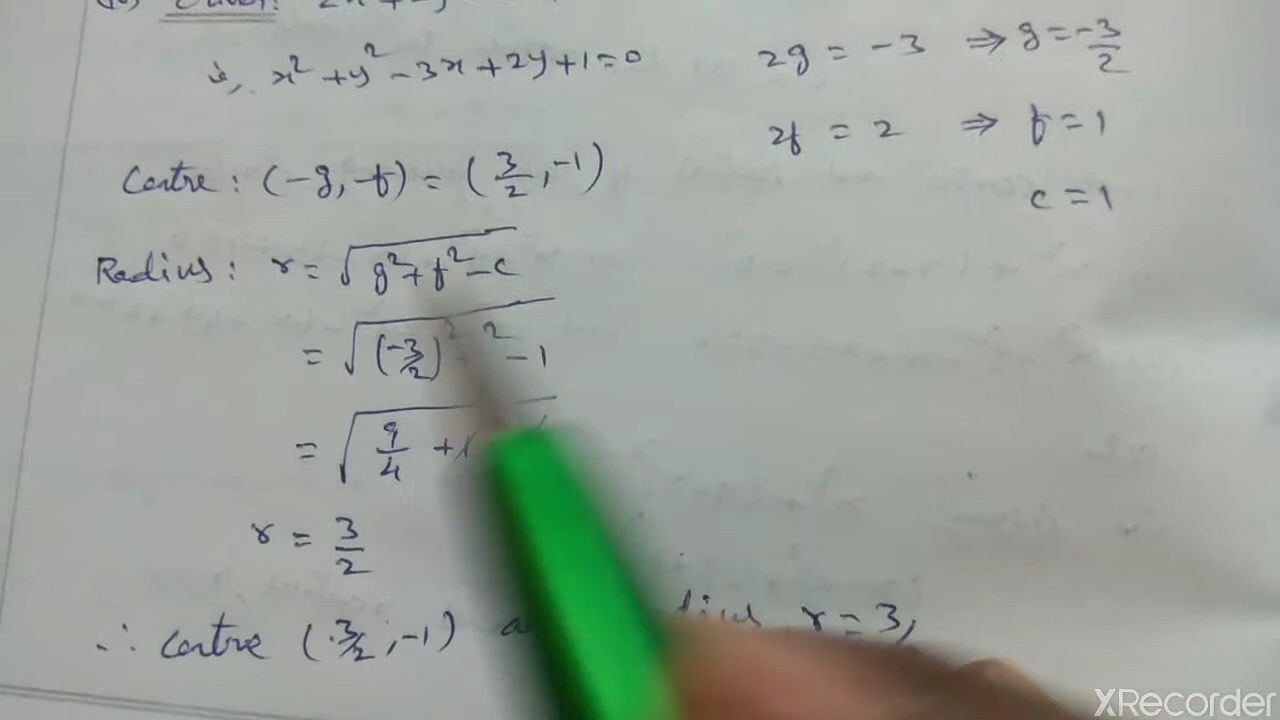 i, x² + y² - 3x + 2y + 1 = 0
2g = -3 ⇒ g = -3/2
2f = 2 ⇒ f = 1
c = 1
Centre : (-g, -f) = (3/2, -1)
Radius : r = √(g² + f² - c)
= √((-3/2)² ² - 1)
= √(9/4 +
r = 3/2
∴ Centre (3/2, -1) r = 3/
XRecorder